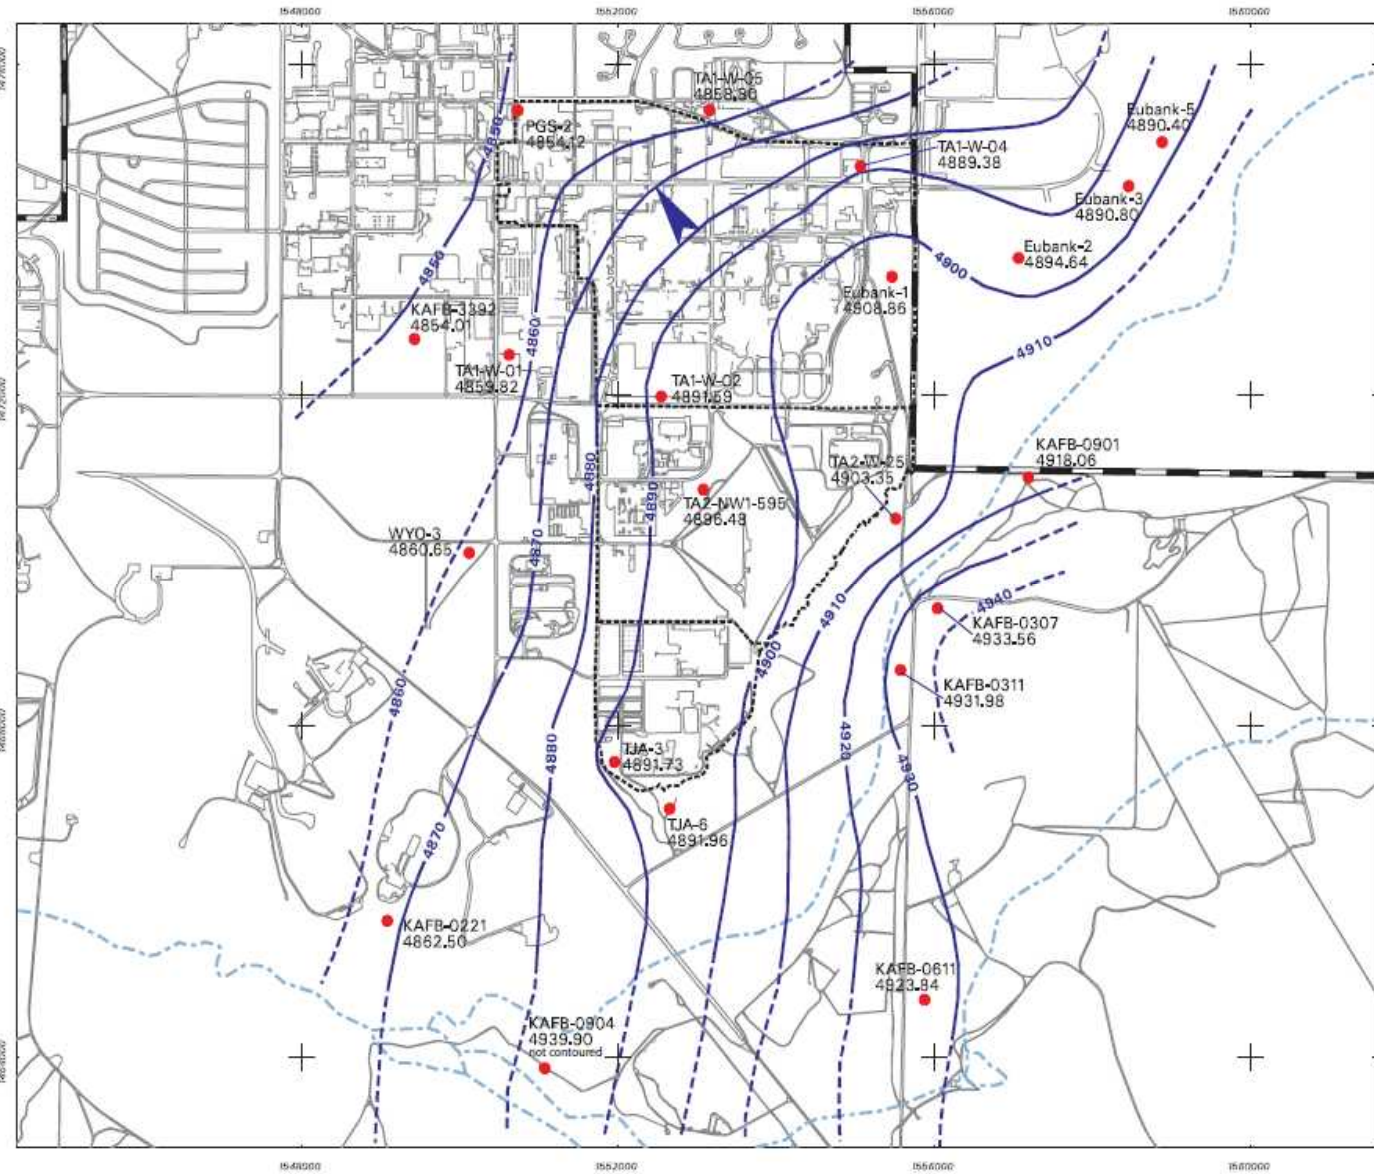 1548000 1552000 1556000 1560000
PGS-2
4854.12
TA1-W-05
4858.90
TA1-W-04
4889.38
Eubank-5
4890.40
Eubank-3
4890.80
Eubank-2
4894.64
Eubank-1
4908.86
4850
4850
4900
4910
KAFB-3392
4854.01
TA1-W-01
4859.82
4860
TA1-W-02
4891.59
4880
4890
4870
TA2-W-25
4903.35
KAFB-0901
4918.06
TA2-NW1-595
4896.48
WYO-3
4860.65
4910
4940
KAFB-0307
4933.56
4900
4860
KAFB-0311
4931.98
4880
TJA-3
4891.73
4920
4930
TJA-6
4891.96
4870
KAFB-0221
4862.50
KAFB-0611
4923.84
KAFB-0904
4939.90
not contoured
1548000 1552000 1556000 1560000